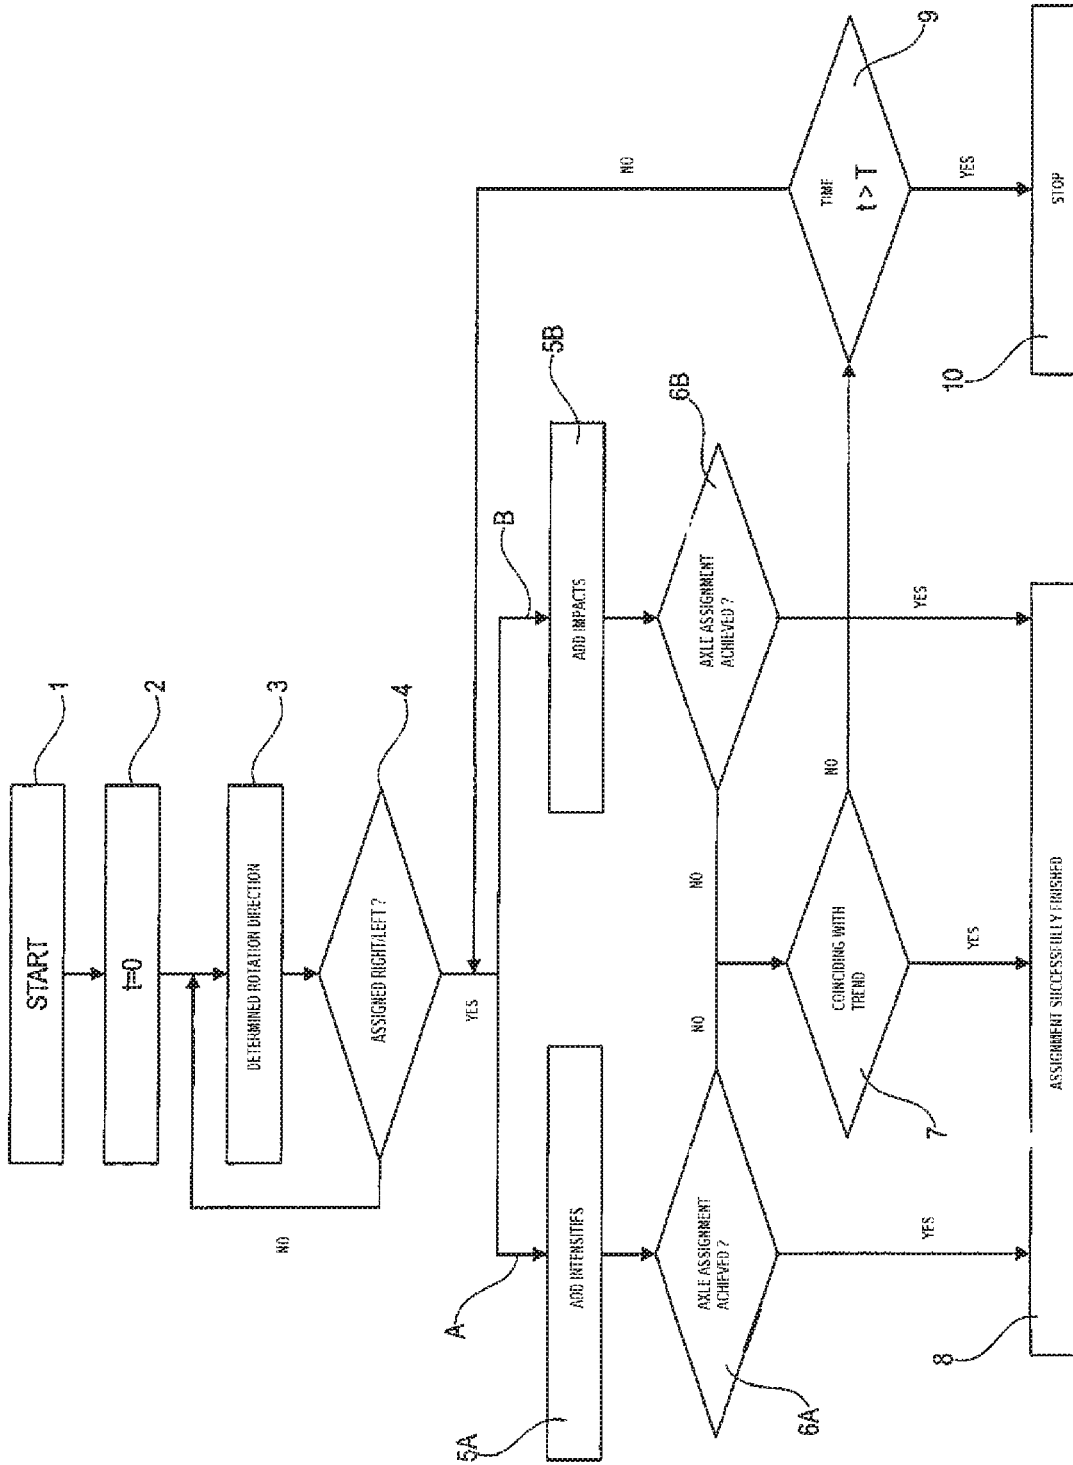 START
1
t=0
2
DETERMINED ROTATION DIRECTION
3
ASSIGNED RIGHT/LEFT ?
4
NO
YES
NO
A
B
5A
ADD INTENSITIES
ADD IMPACTS
5B
AXLE ASSIGNMENT
ACHIEVED ?
6A
NO
NO
AXLE ASSIGNMENT
ACHIEVED ?
6B
COINCIDING WITH
TREND
7
NO
TIME
t > T
9
YES
YES
YES
YES
8
ASSIGNMENT SUCCESSFULLY FINISHED
10
STOP